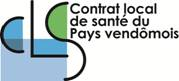 cls
Contrat local
de santé du
Pays vendômois